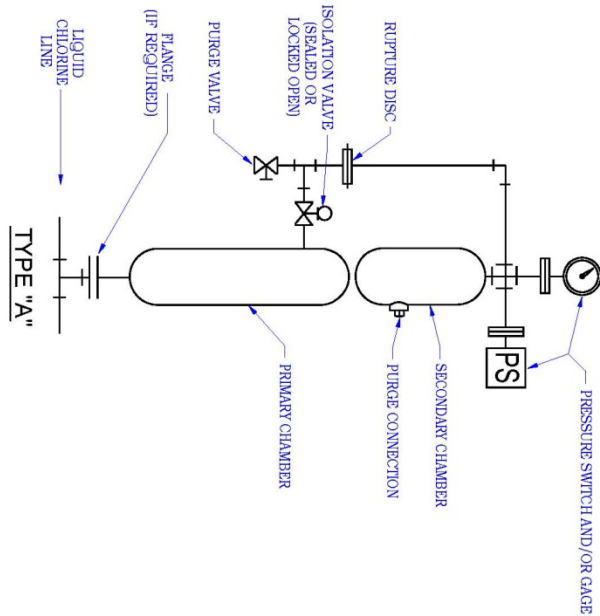 PRESSURE SWITCH AND/OR GAGE
PS
RUPTURE DISC
ISOLATION VALVE
(SEALED OR
LOCKED OPEN)
PURGE VALVE
FLANGE
(IF REQUIRED)
LIQUID
CHLORINE
LINE
SECONDARY CHAMBER
PURGE CONNECTION
PRIMARY CHAMBER
TYPE "A"